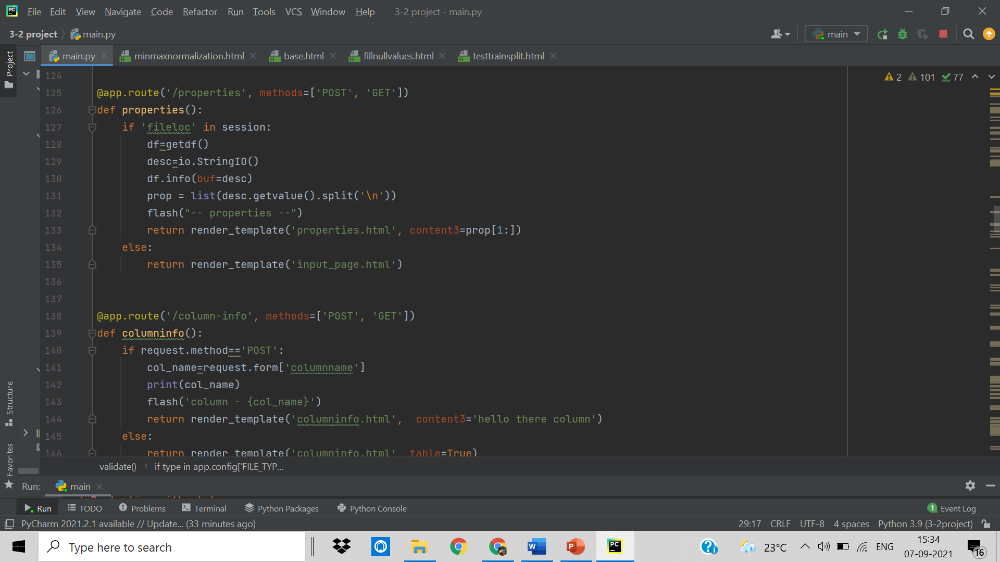 PC File Edit View Navigate Code Refactor Run Tools VCS Window Help 3-2 project - main.py
3-2 project main.py main
Project main.py minmaxnormalization.html base.html fillnullvalues.html testtrainsplit.html
2 101 77
124
125 @app.route('/properties', methods=['POST', 'GET'])
126 def properties():
127 if 'fileloc' in session:
128 df=getdf()
129 desc=io.StringIO()
130 df.info(buf=desc)
131 prop = list(desc.getvalue().split('\n'))
132 flash("-- properties --")
133 return render_template('properties.html', content3=prop[1:])
134 else:
135 return render_template('input_page.html')
136
137
138 @app.route('/column-info', methods=['POST', 'GET'])
139 def columninfo():
140 if request.method=='POST':
141 col_name=request.form['columnname']
142 print(col_name)
143 flash('column - {col_name}')
144 return render_template('columninfo.html', content3='hello there column')
145 else:
146 return render_template('columninfo.html', table=True)
Structure
Favorites
validate() if type in app.config['FILE_TYP...
Run: main
Run TODO Problems Terminal Python Packages Python Console 1 Event Log
PyCharm 2021.2.1 available // Update... (33 minutes ago) 29:17 CRLF UTF-8 4 spaces Python 3.9 (3-2project)
Type here to search W P PC 23°C ENG 15:34
07-09-2021 16